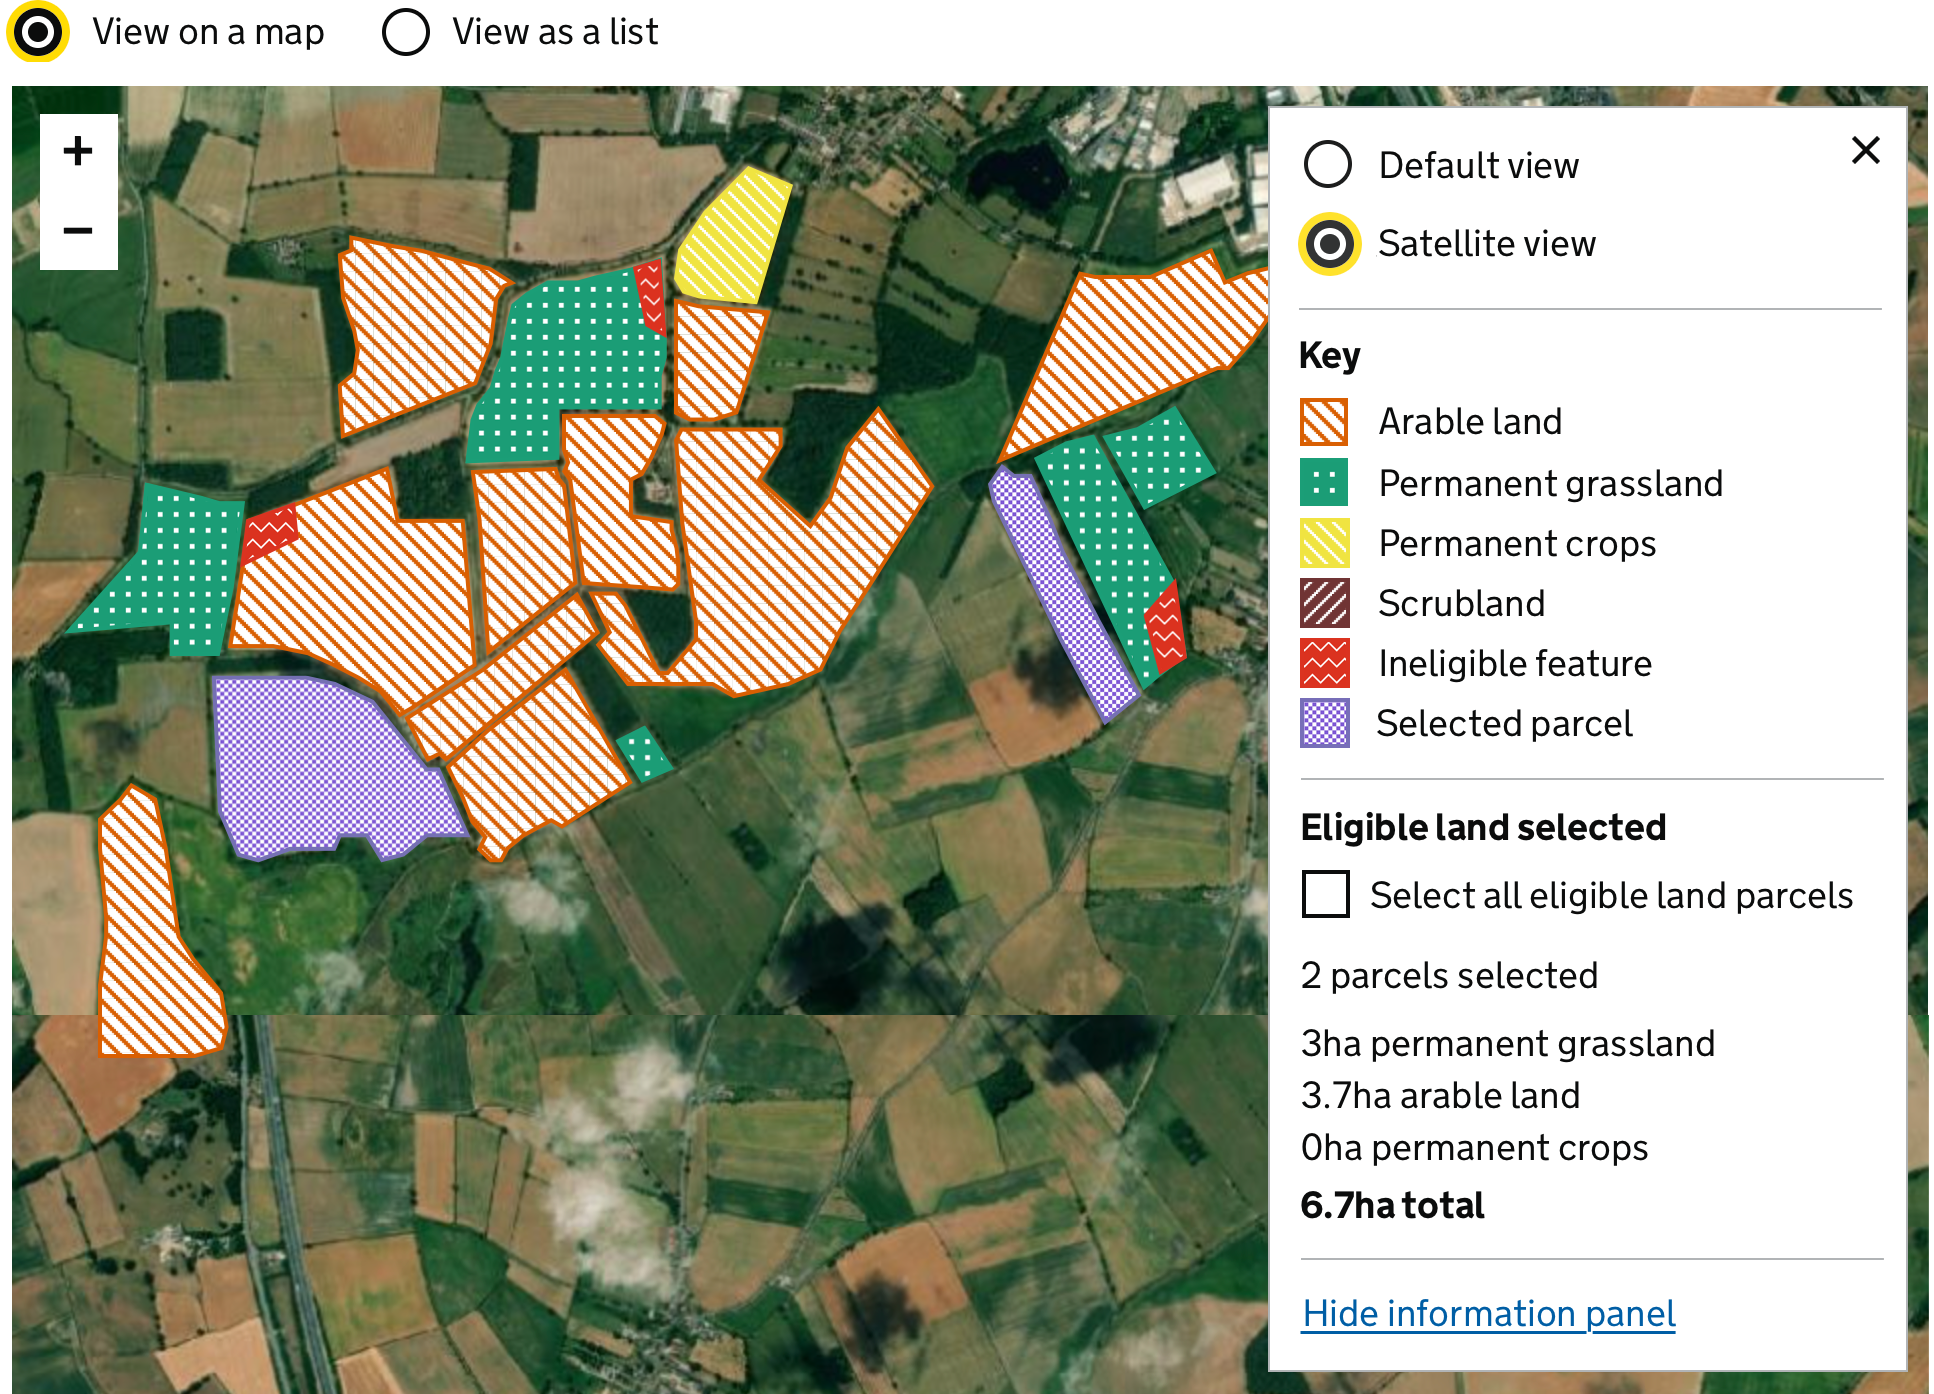 View on a map
View as a list
+
−
Default view
Satellite view
Key
Arable land
Permanent grassland
Permanent crops
Scrubland
Ineligible feature
Selected parcel
Eligible land selected
Select all eligible land parcels
2 parcels selected
3ha permanent grassland
3.7ha arable land
0ha permanent crops
6.7ha total
Hide information panel